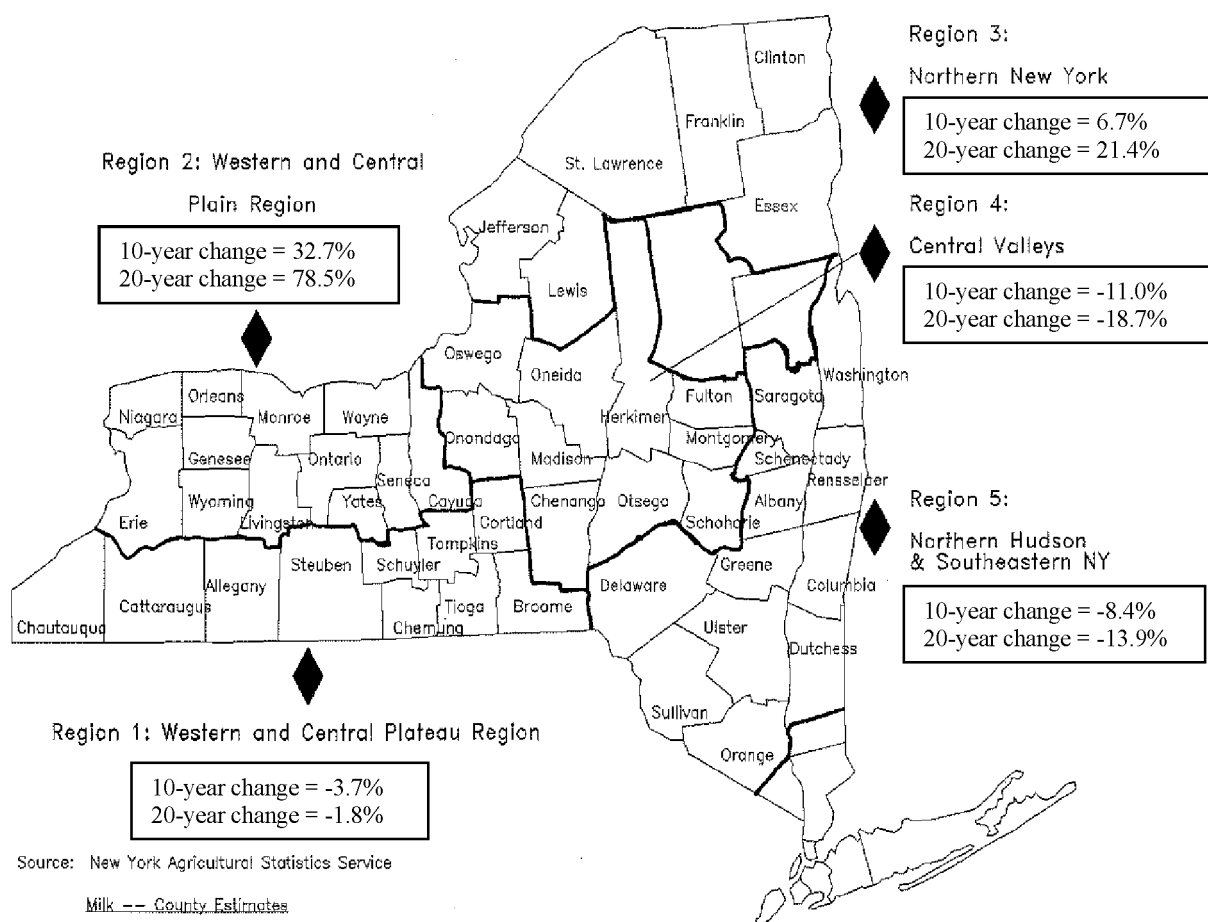 Region 3:
Northern New York
10-year change = 6.7%
20-year change = 21.4%
Region 4:
Central Valleys
10-year change = -11.0%
20-year change = -18.7%
Region 5:
Northern Hudson
& Southeastern NY
10-year change = -8.4%
20-year change = -13.9%
Region 2: Western and Central
Plain Region
10-year change = 32.7%
20-year change = 78.5%
Clinton
Franklin
St. Lawrence
Essex
Jefferson
Lewis
Oswego
Oneida
Herkimer
Fulton
Saratoga
Washington
Montgomery
Schenectady
Rensselaer
Niagara
Orleans
Monroe
Wayne
Onondaga
Madison
Genesee
Ontario
Seneca
Cayuga
Erie
Wyoming
Livingston
Yates
Cortland
Chenango
Otsego
Schoharie
Albany
Tompkins
Steuben
Schuyler
Greene
Columbia
Delaware
Chautauqua
Cattaraugus
Allegany
Chemung
Tioga
Broome
Ulster
Dutchess
Sullivan
Orange
Region 1: Western and Central Plateau Region
10-year change = -3.7%
20-year change = -1.8%
Source: New York Agricultural Statistics Service
Milk -- County Estimates